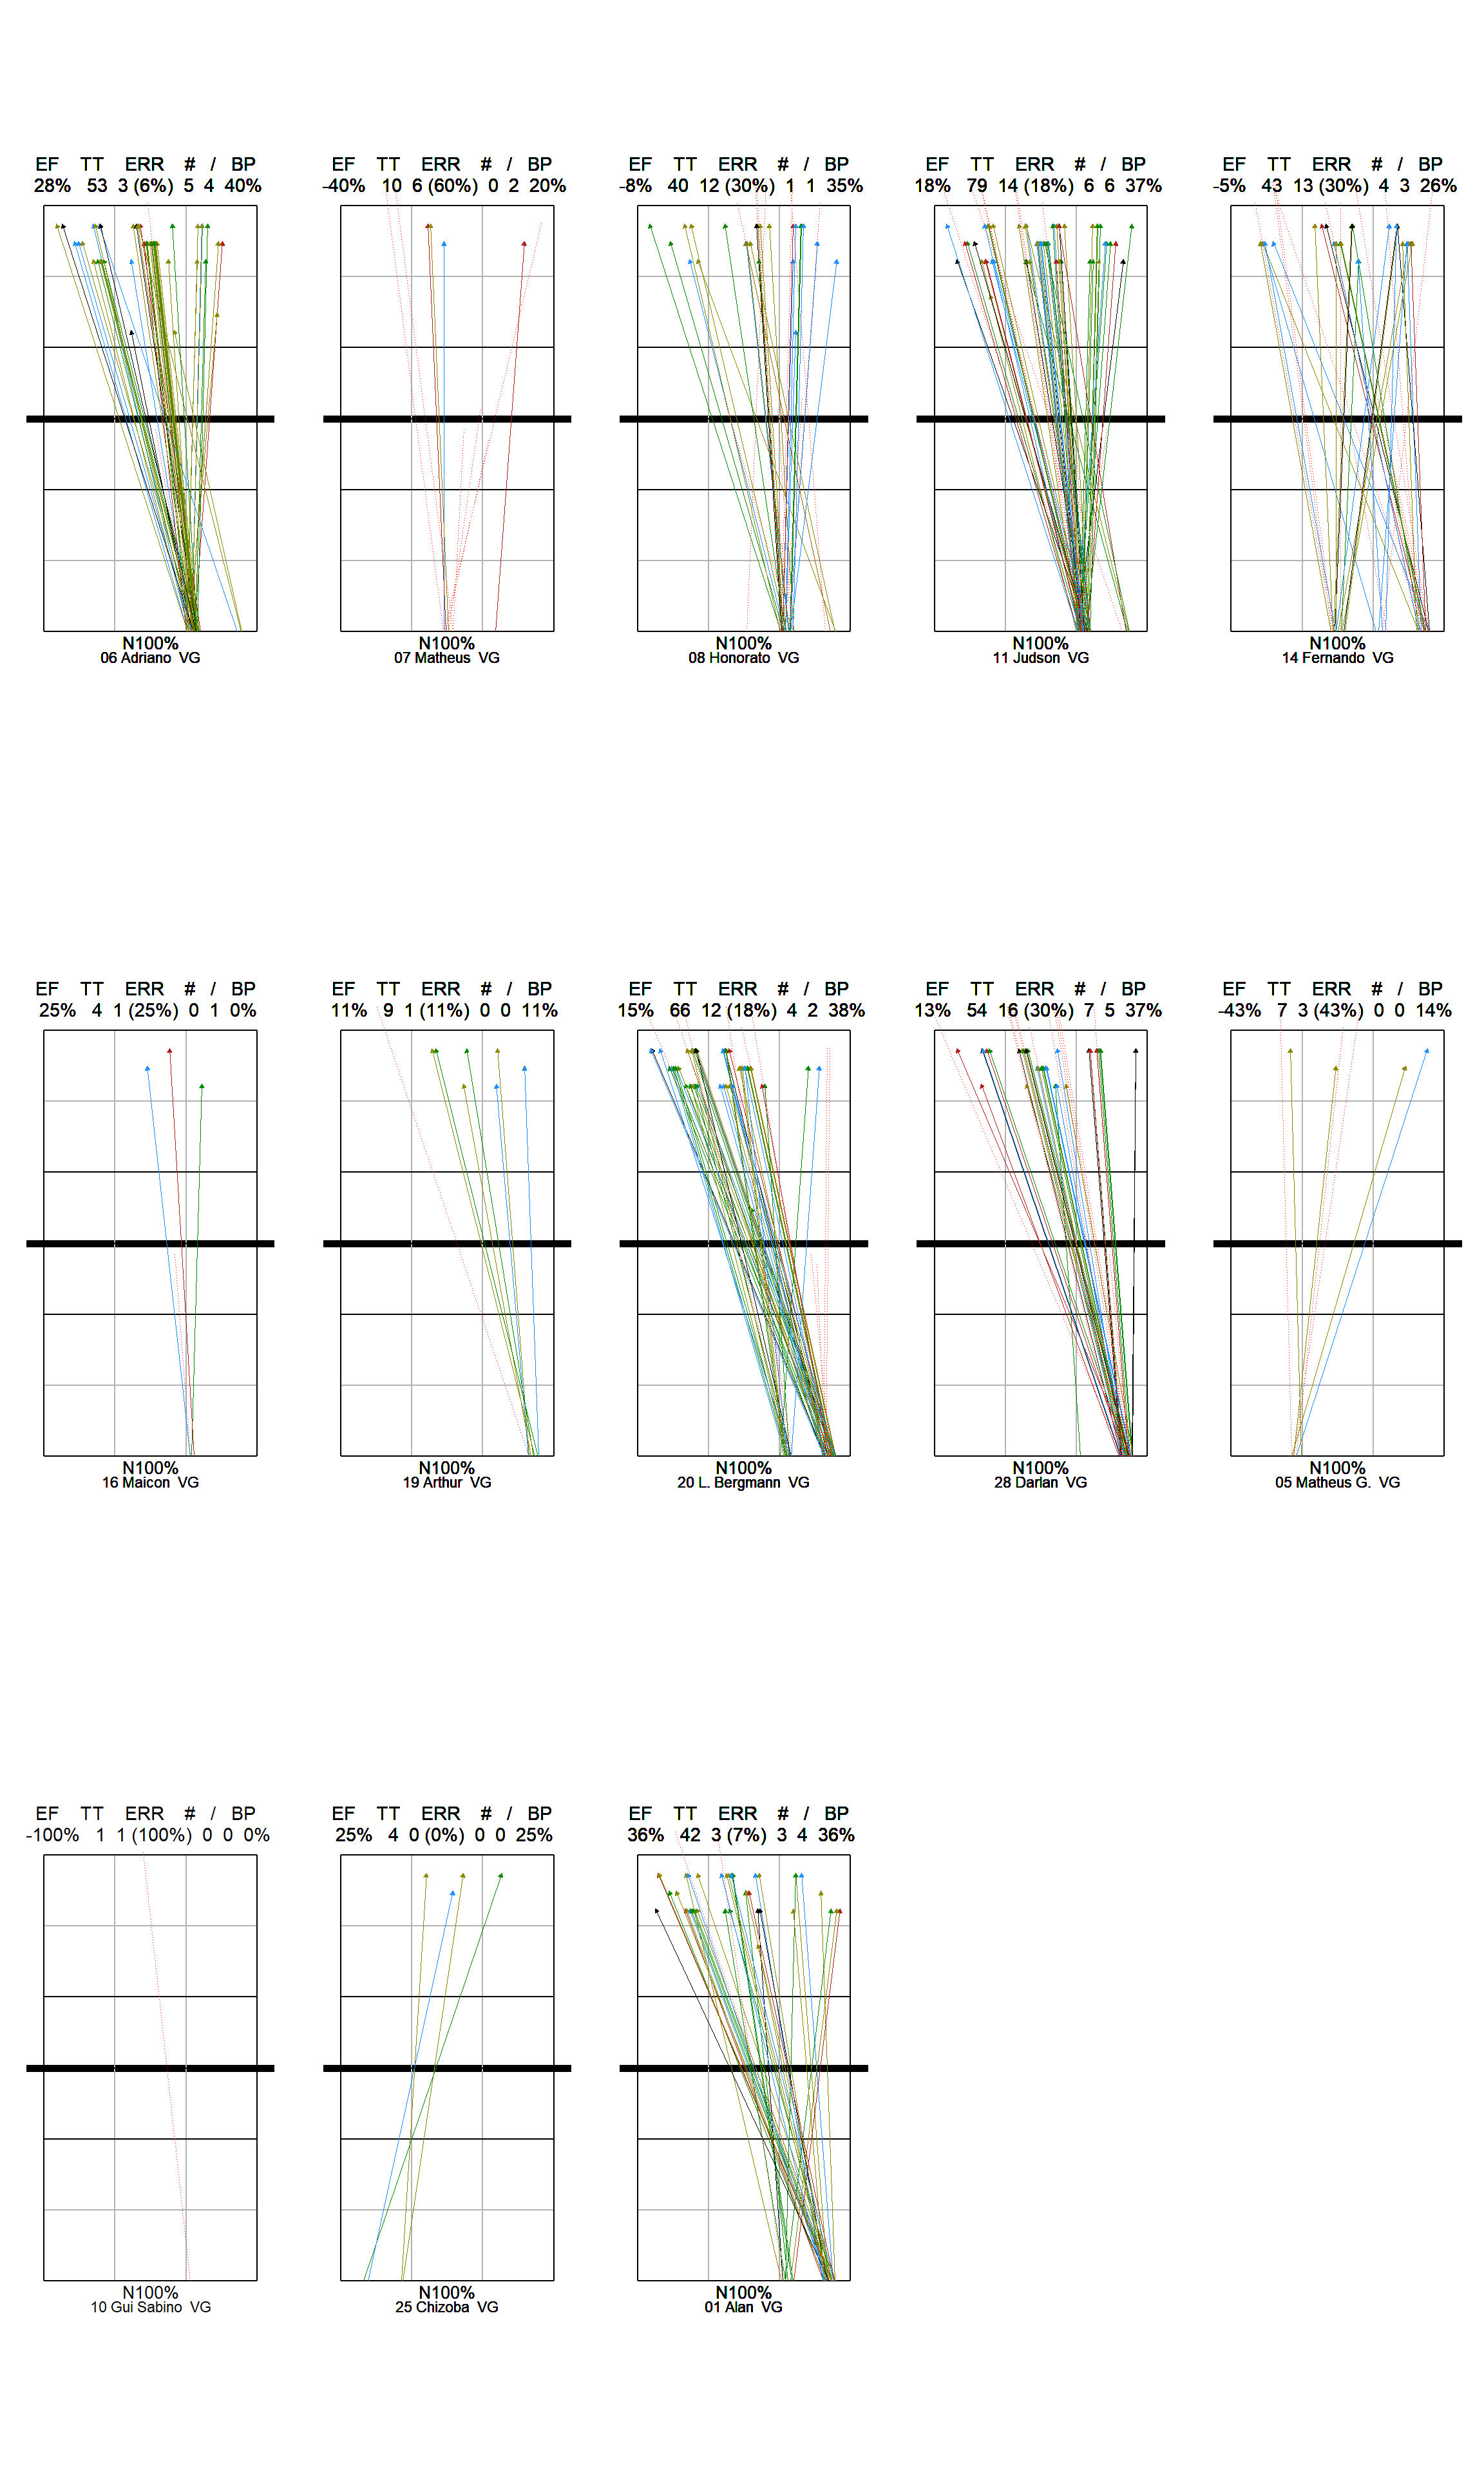 EF TT ERR # / BP
28% 53 3 (6%) 5 4 40%
N100%
06 Adriano VG
EF TT ERR # / BP
-40% 10 6 (60%) 0 2 20%
N100%
07 Matheus VG
EF TT ERR # / BP
-8% 40 12 (30%) 1 1 35%
N100%
08 Honorato VG
EF TT ERR # / BP
18% 79 14 (18%) 6 6 37%
N100%
11 Judson VG
EF TT ERR # / BP
-5% 43 13 (30%) 4 3 26%
N100%
14 Fernando VG
EF TT ERR # / BP
25% 4 1 (25%) 0 1 0%
N100%
16 Maicon VG
EF TT ERR # / BP
11% 9 1 (11%) 0 0 11%
N100%
19 Arthur VG
EF TT ERR # / BP
15% 66 12 (18%) 4 2 38%
N100%
20 L. Bergmann VG
EF TT ERR # / BP
13% 54 16 (30%) 7 5 37%
N100%
28 Darlan VG
EF TT ERR # / BP
-43% 7 3 (43%) 0 0 14%
N100%
05 Matheus G. VG
EF TT ERR # / BP
-100% 1 1 (100%) 0 0 0%
N100%
10 Gui Sabino VG
EF TT ERR # / BP
25% 4 0 (0%) 0 0 25%
N100%
25 Chizoba VG
EF TT ERR # / BP
36% 42 3 (7%) 3 4 36%
N100%
01 Alan VG